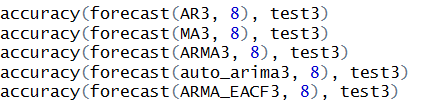 accuracy(forecast(AR3, 8), test3)
accuracy(forecast(MA3, 8), test3)
accuracy(forecast(ARMA3, 8), test3)
accuracy(forecast(auto_arima3, 8), test3)
accuracy(forecast(ARMA_EACF3, 8), test3)